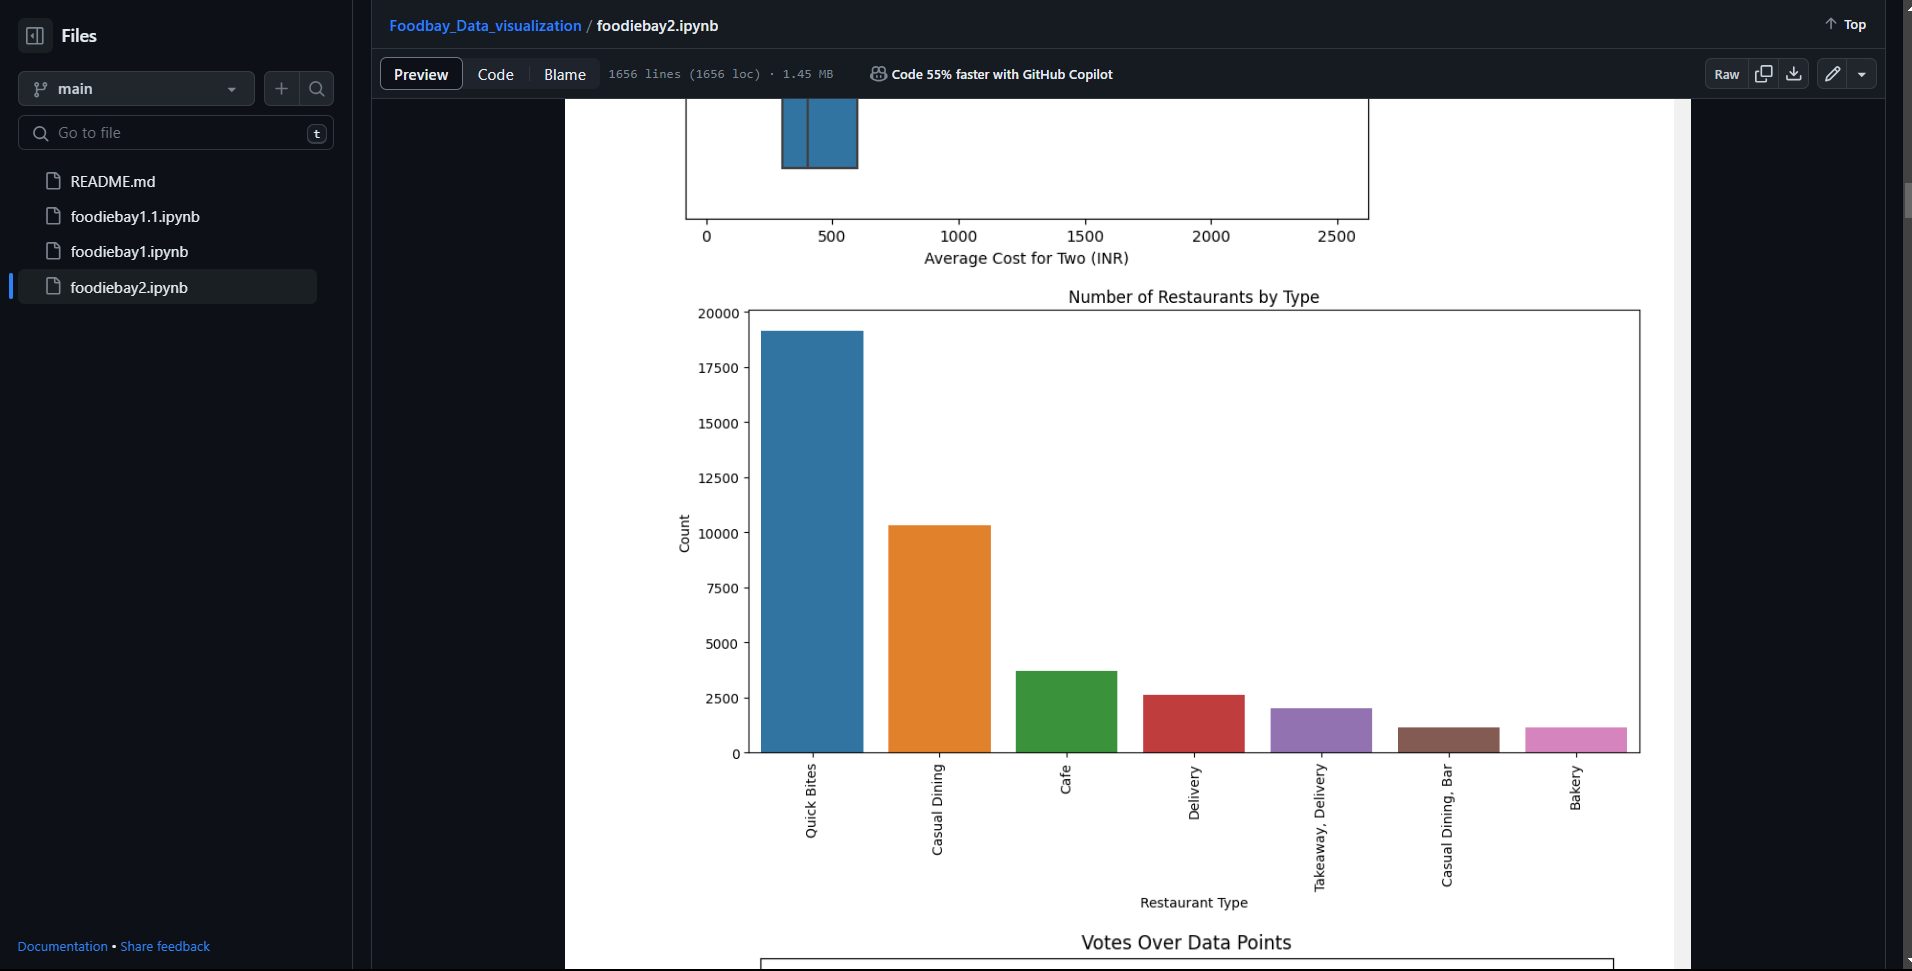 Files
main
Go to file
t
README.md
foodiebay1.1.ipynb
foodiebay1.ipynb
foodiebay2.ipynb
Documentation • Share feedback
Foodbay_Data_visualization / foodiebay2.ipynb
Top
Preview Code Blame 1656 lines (1656 loc) · 1.45 MB Code 55% faster with GitHub Copilot Raw
0 500 1000 1500 2000 2500
Average Cost for Two (INR)
Number of Restaurants by Type
20000
17500
15000
12500
10000
7500
5000
2500
0
Count
Quick Bites
Casual Dining
Cafe
Delivery
Takeaway, Delivery
Casual Dining, Bar
Bakery
Restaurant Type
Votes Over Data Points